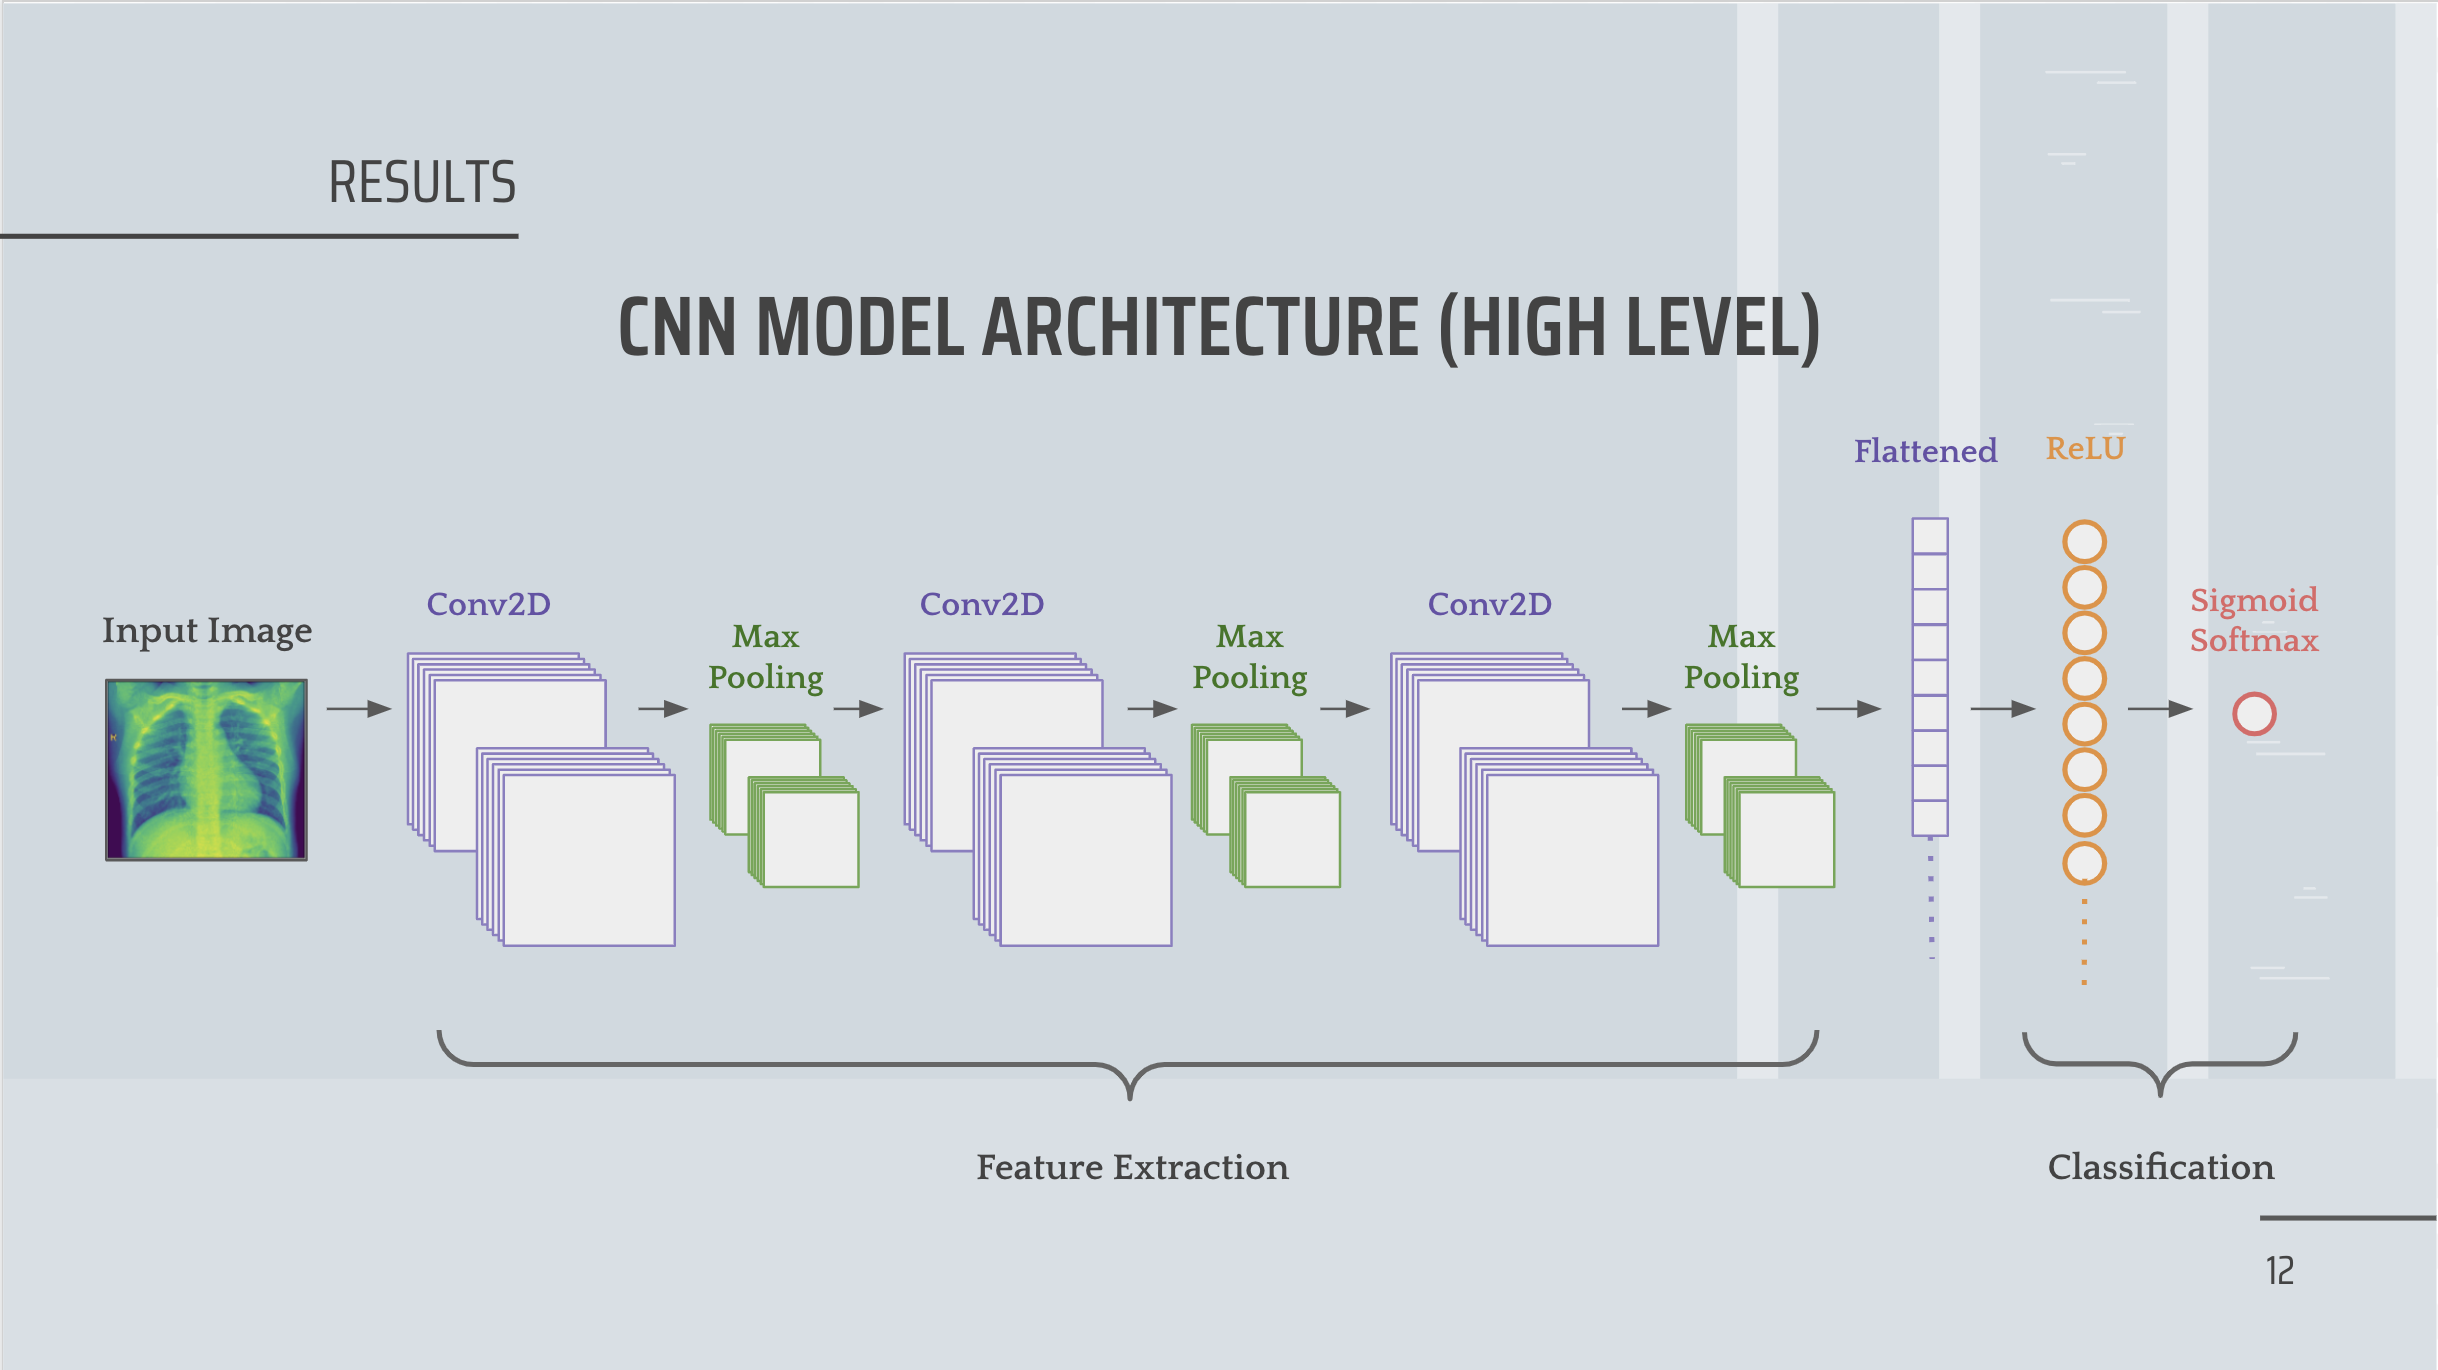 RESULTS
CNN MODEL ARCHITECTURE (HIGH LEVEL)
Input Image
Conv2D
Max
Pooling
Conv2D
Max
Pooling
Conv2D
Max
Pooling
Flattened
ReLU
Sigmoid
Softmax
Feature Extraction
Classification
12